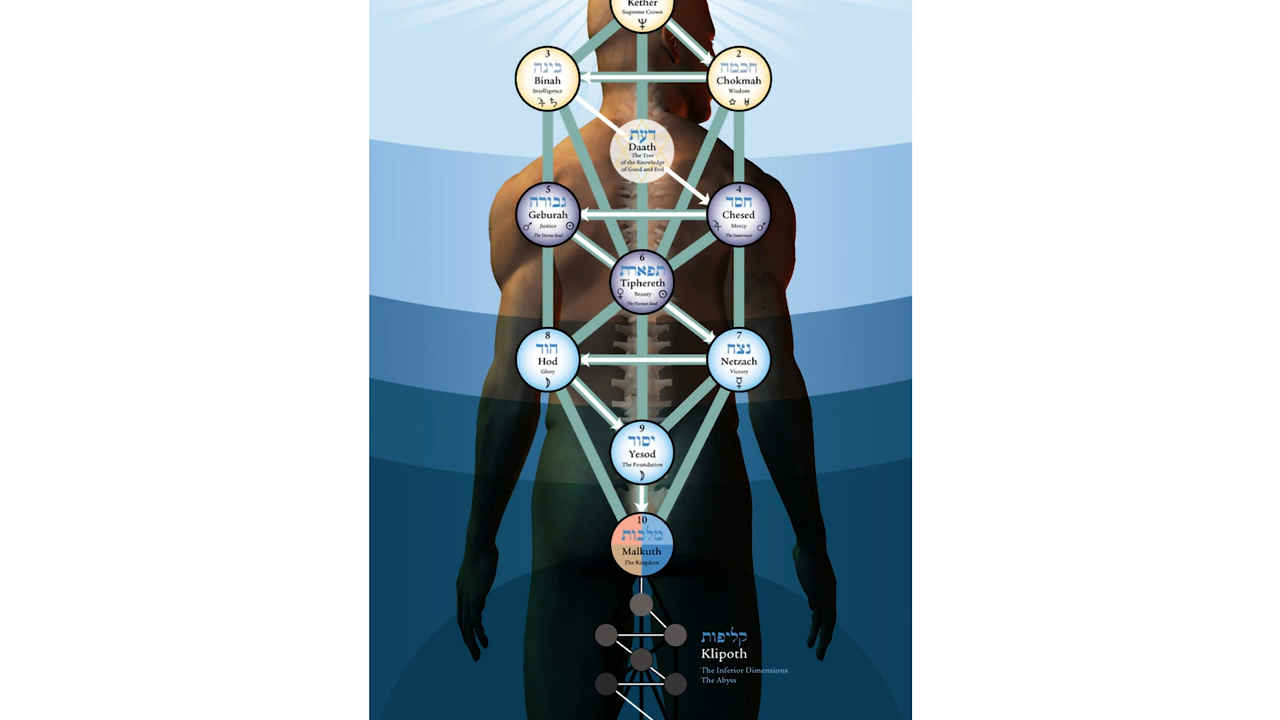 Kether
Supreme Crown
♆
3
בינה
Binah
Intelligence
♃ ♄
2
חכמה
Chokmah
Wisdom
☆ ♅
דעת
Daath
The Tree
of the Knowledge
of Good and Evil
5
גבורה
Geburah
♂ Justice ☉
The Divine Soul
4
חסד
Chesed
♃ Mercy ♂
The Innermost
6
תפארת
Tiphereth
♀ Beauty ☉
The Human Soul
8
הוד
Hod
Glory
☽
7
נצח
Netzach
Victory
☿
9
יסוד
Yesod
The Foundation
☽
10
מלכות
Malkuth
The Kingdom
קליפות
Klipoth
The Inferior Dimensions
The Abyss